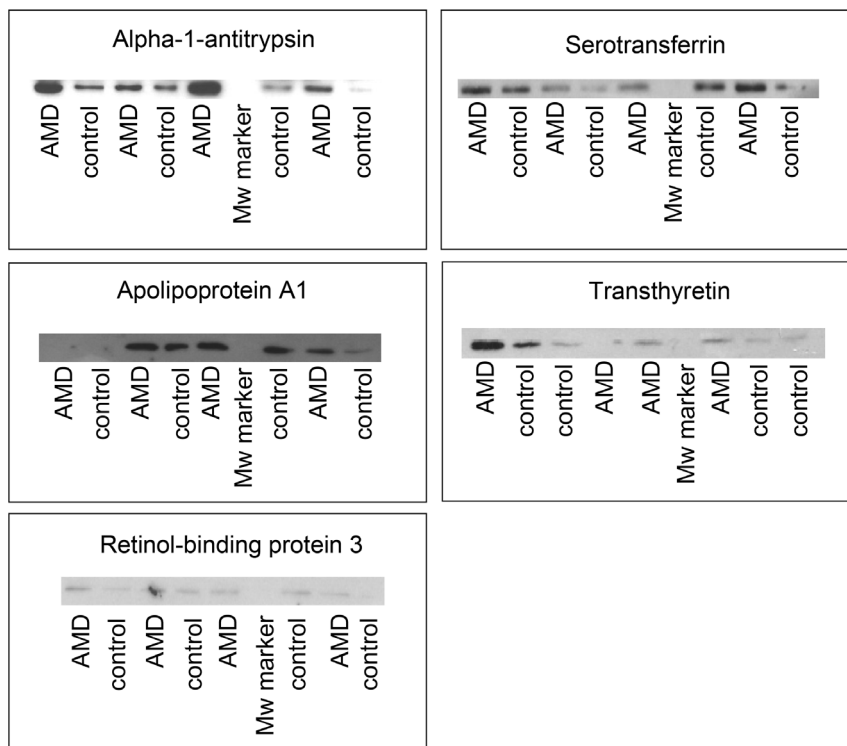 Alpha-1-antitrypsin
AMD
control
AMD
control
AMD
Mw marker
control
AMD
control
Serotransferrin
AMD
control
AMD
control
AMD
Mw marker
control
AMD
control
Apolipoprotein A1
AMD
control
AMD
control
AMD
Mw marker
control
AMD
control
Transthyretin
AMD
control
control
AMD
AMD
Mw marker
AMD
control
control
Retinol-binding protein 3
AMD
control
AMD
control
AMD
Mw marker
control
AMD
control